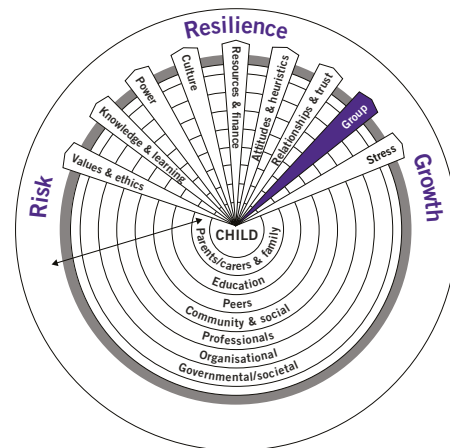 Resilience
Risk
Growth
Values & ethics
Knowledge & learning
Power
Culture
Resources & finance
Attitudes & heuristics
Relationships & trust
Group
Stress
CHILD
Parents/carers & family
Education
Peers
Community & social
Professionals
Organisational
Governmental/societal